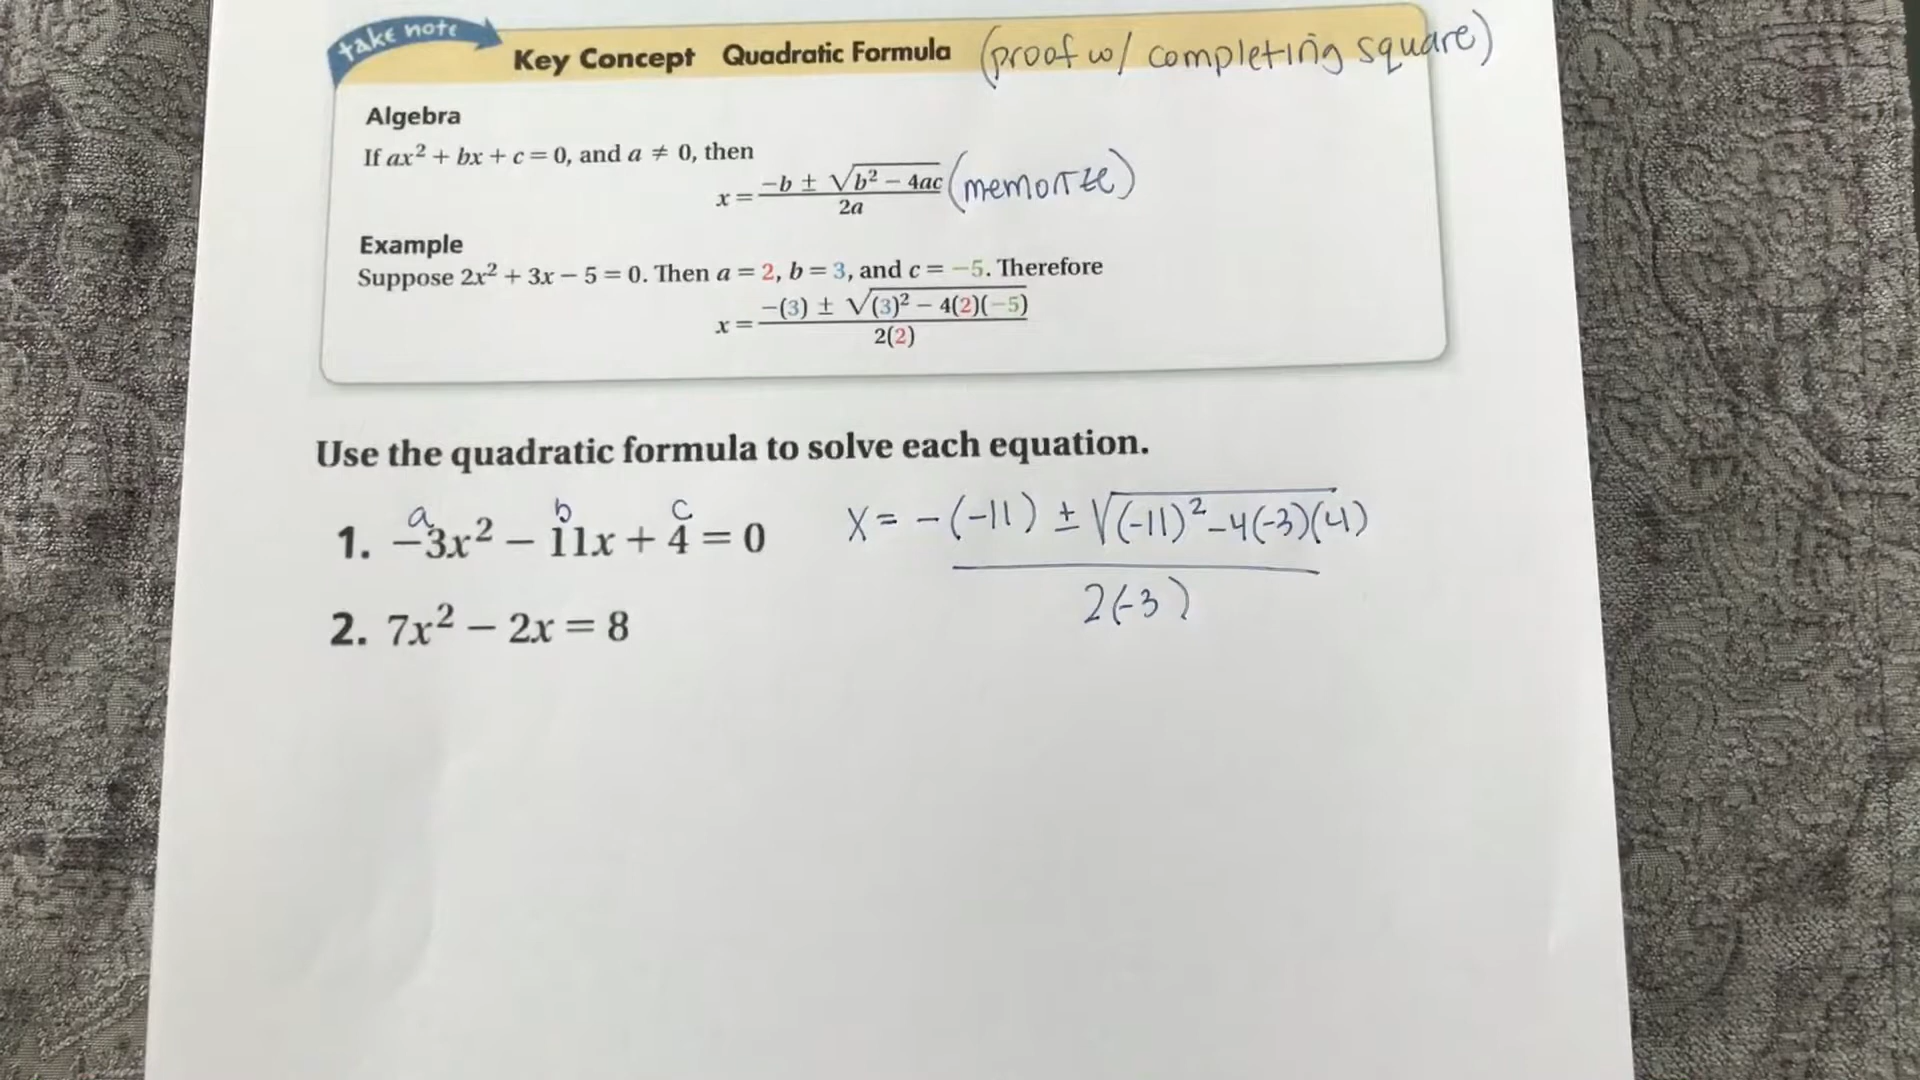 take note
Key Concept Quadratic Formula (proof w/ completing square)
Algebra
If ax² + bx + c = 0, and a ≠ 0, then
x = (−b ± √(b² − 4ac))/(2a) (memorize)
Example
Suppose 2x² + 3x − 5 = 0. Then a = 2, b = 3, and c = −5. Therefore
x = (−(3) ± √((3)² − 4(2)(−5)))/(2(2))
Use the quadratic formula to solve each equation.
a b c
1. −3x² − 11x + 4 = 0
x = (−(−11) ± √((−11)² − 4(−3)(4)))/(2(−3))
2. 7x² − 2x = 8